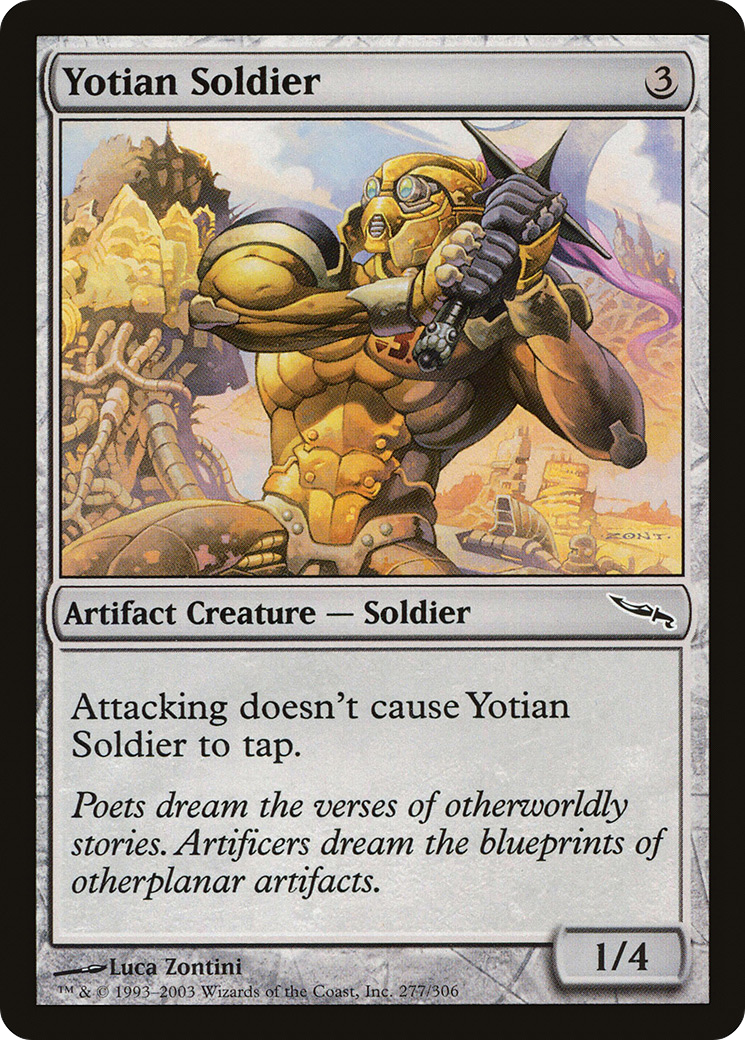 Yotian Soldier 3
ZONT.
Artifact Creature — Soldier
Attacking doesn't cause Yotian
Soldier to tap.
Poets dream the verses of otherworldly
stories. Artificers dream the blueprints of
otherplanar artifacts.
1/4
Luca Zontini
™ & © 1993–2003 Wizards of the Coast, Inc. 277/306